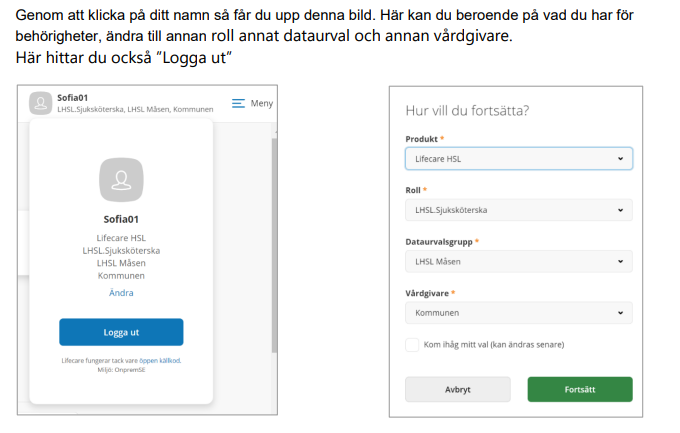 Genom att klicka på ditt namn så får du upp denna bild. Här kan du beroende på vad du har för
behörigheter, ändra till annan roll annat dataurval och annan vårdgivare.
Här hittar du också ”Logga ut”
Sofia01
LHSL.Sjuksköterska, LHSL Måsen, Kommunen
Meny
Sofia01
Lifecare HSL
LHSL.Sjuksköterska
LHSL Måsen
Kommunen
Ändra
Logga ut
Lifecare fungerar tack vare öppen källkod.
Miljö: OnpremSE
Hur vill du fortsätta?
Produkt *
Lifecare HSL
Roll *
LHSL.Sjuksköterska
Dataurvalsgrupp *
LHSL Måsen
Vårdgivare *
Kommunen
Kom ihåg mitt val (kan ändras senare)
Avbryt
Fortsätt